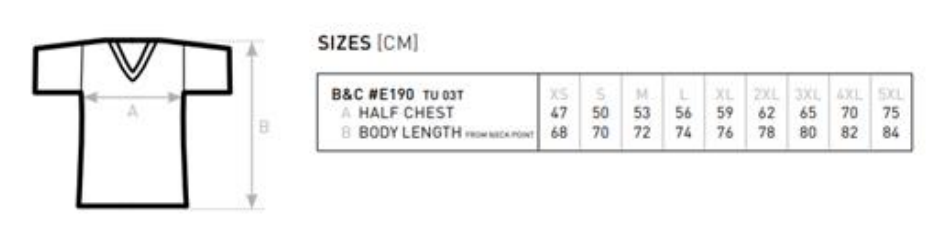 SIZES [CM]
B&C #E190 TU 03T XS S M L XL 2XL 3XL 4XL 5XL
A HALF CHEST 47 50 53 56 59 62 65 70 75
B BODY LENGTH FROM NECK POINT 68 70 72 74 76 78 80 82 84
A
B